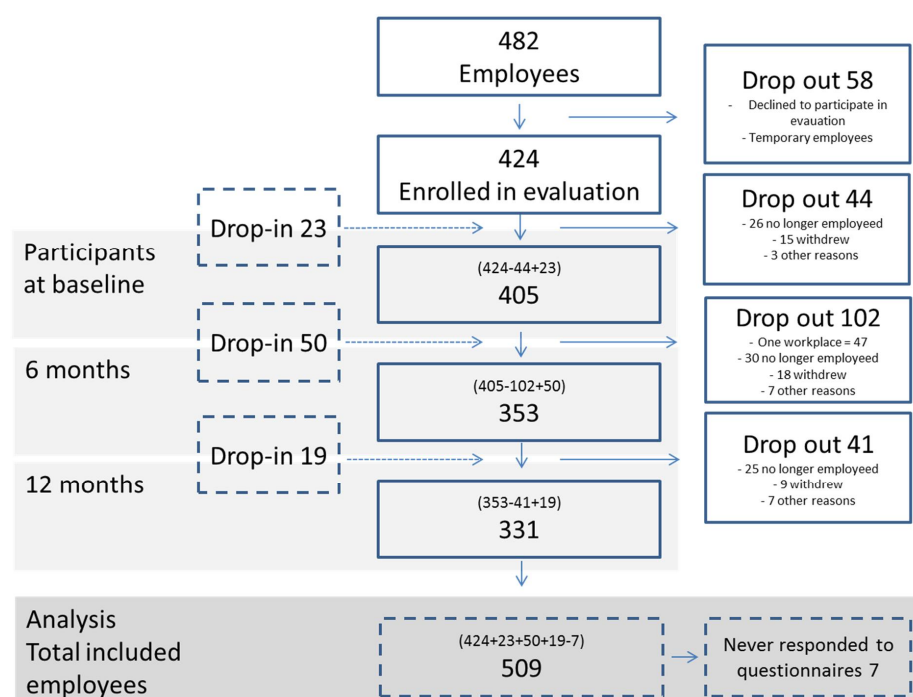 482
Employees
Drop out 58
- Declined to participate in
evauation
- Temporary employees
424
Enrolled in evaluation
Drop-in 23
Drop out 44
- 26 no longer employeed
- 15 withdrew
- 3 other reasons
Participants
at baseline
(424-44+23)
405
Drop-in 50
Drop out 102
- One workplace = 47
- 30 no longer employeed
- 18 withdrew
- 7 other reasons
6 months
(405-102+50)
353
Drop-in 19
Drop out 41
- 25 no longer employeed
- 9 withdrew
- 7 other reasons
12 months
(353-41+19)
331
Analysis
Total included
employees
(424+23+50+19-7)
509
Never responded to
questionnaires 7